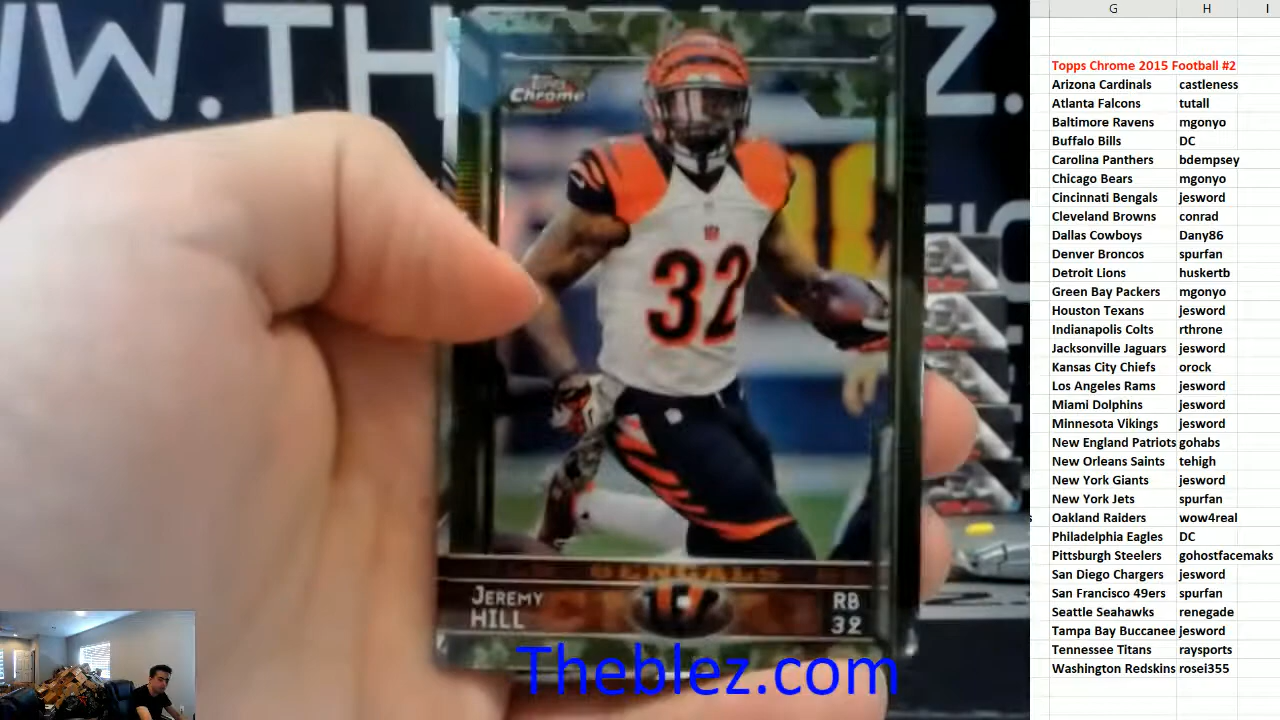 WWW.THEBLEZ.
Topps
Chrome
32
BENGALS
JEREMY
HILL
RB
32
Theblez.com
G H I
Topps Chrome 2015 Football #2
Arizona Cardinals castleness
Atlanta Falcons tutall
Baltimore Ravens mgonyo
Buffalo Bills DC
Carolina Panthers bdempsey
Chicago Bears mgonyo
Cincinnati Bengals jesword
Cleveland Browns conrad
Dallas Cowboys Dany86
Denver Broncos spurfan
Detroit Lions huskertb
Green Bay Packers mgonyo
Houston Texans jesword
Indianapolis Colts rthrone
Jacksonville Jaguars jesword
Kansas City Chiefs orock
Los Angeles Rams jesword
Miami Dolphins jesword
Minnesota Vikings jesword
New England Patriots gohabs
New Orleans Saints tehigh
New York Giants jesword
New York Jets spurfan
Oakland Raiders wow4real
Philadelphia Eagles DC
Pittsburgh Steelers gohostfacemaks
San Diego Chargers jesword
San Francisco 49ers spurfan
Seattle Seahawks renegade
Tampa Bay Buccanee jesword
Tennessee Titans raysports
Washington Redskins rosei355